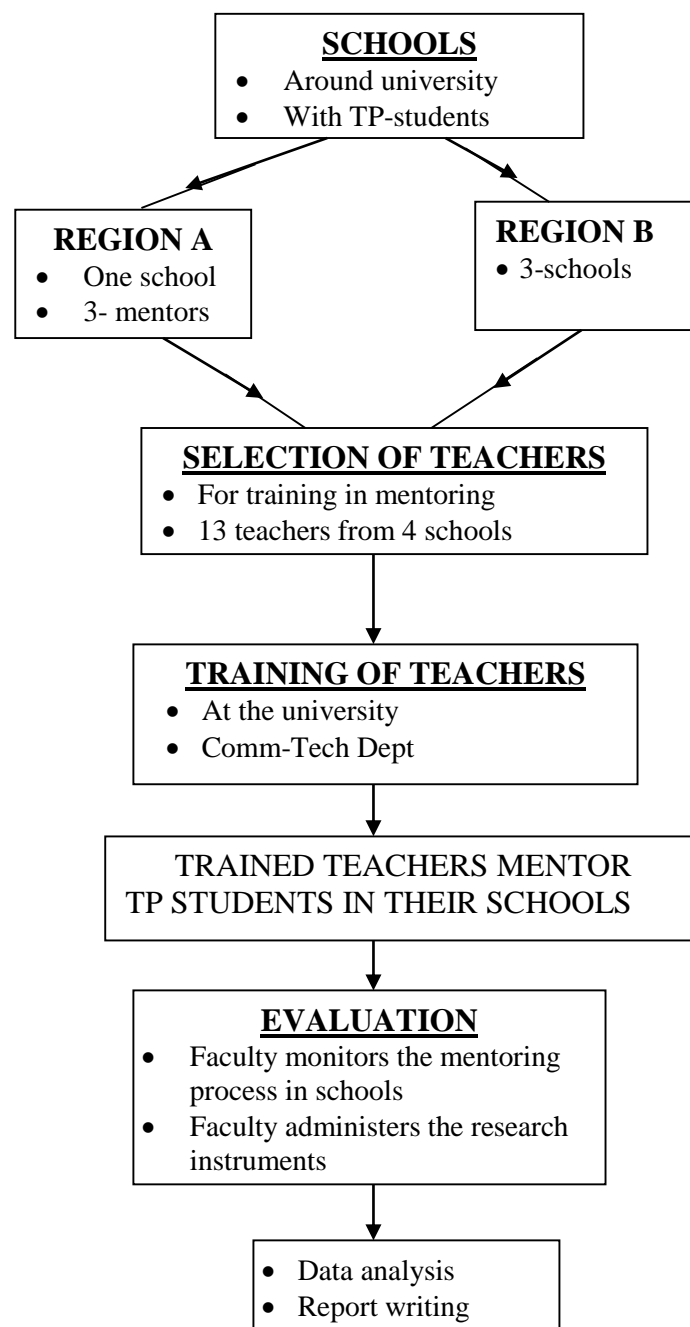 SCHOOLS
• Around university
• With TP-students
REGION A
• One school
• 3- mentors
REGION B
• 3-schools
SELECTION OF TEACHERS
• For training in mentoring
• 13 teachers from 4 schools
TRAINING OF TEACHERS
• At the university
• Comm-Tech Dept
TRAINED TEACHERS MENTOR
TP STUDENTS IN THEIR SCHOOLS
EVALUATION
• Faculty monitors the mentoring
process in schools
• Faculty administers the research
instruments
• Data analysis
• Report writing